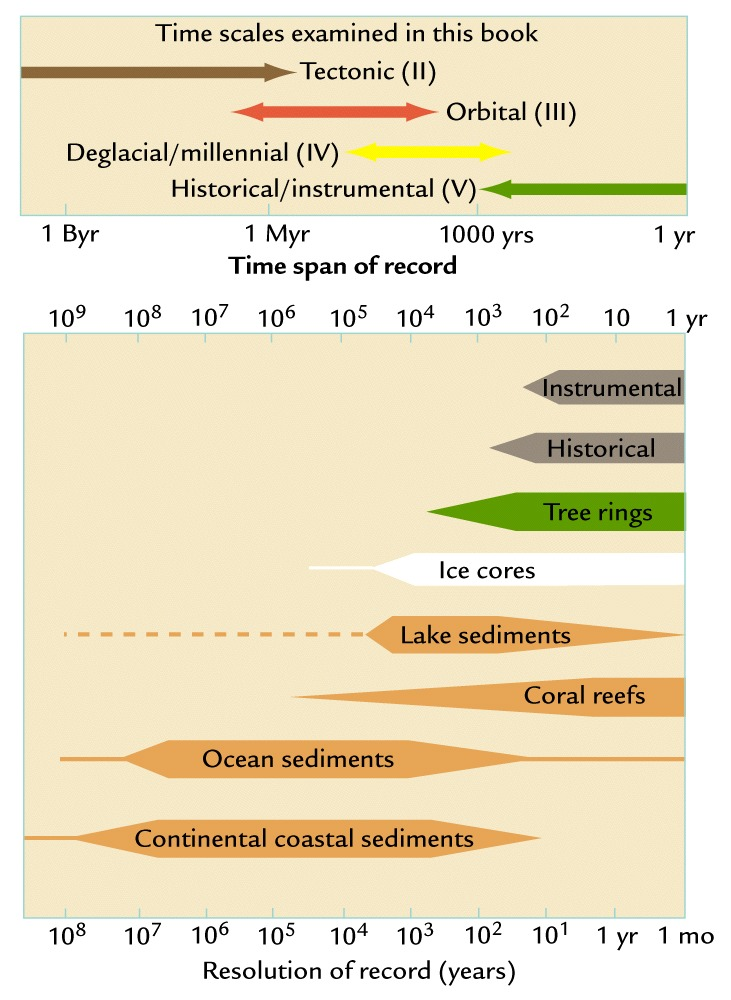 Time scales examined in this book
Tectonic (II)
Orbital (III)
Deglacial/millennial (IV)
Historical/instrumental (V)
1 Byr 1 Myr 1000 yrs 1 yr
Time span of record
10⁹ 10⁸ 10⁷ 10⁶ 10⁵ 10⁴ 10³ 10² 10 1 yr
Instrumental
Historical
Tree rings
Ice cores
Lake sediments
Coral reefs
Ocean sediments
Continental coastal sediments
10⁸ 10⁷ 10⁶ 10⁵ 10⁴ 10³ 10² 10¹ 1 yr 1 mo
Resolution of record (years)